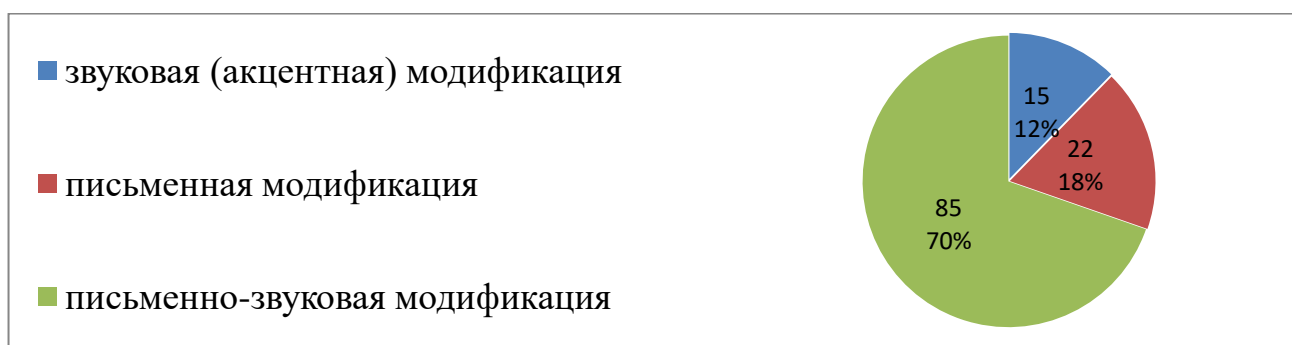 звуковая (акцентная) модификация
письменная модификация
письменно-звуковая модификация
15
12%
22
18%
85
70%